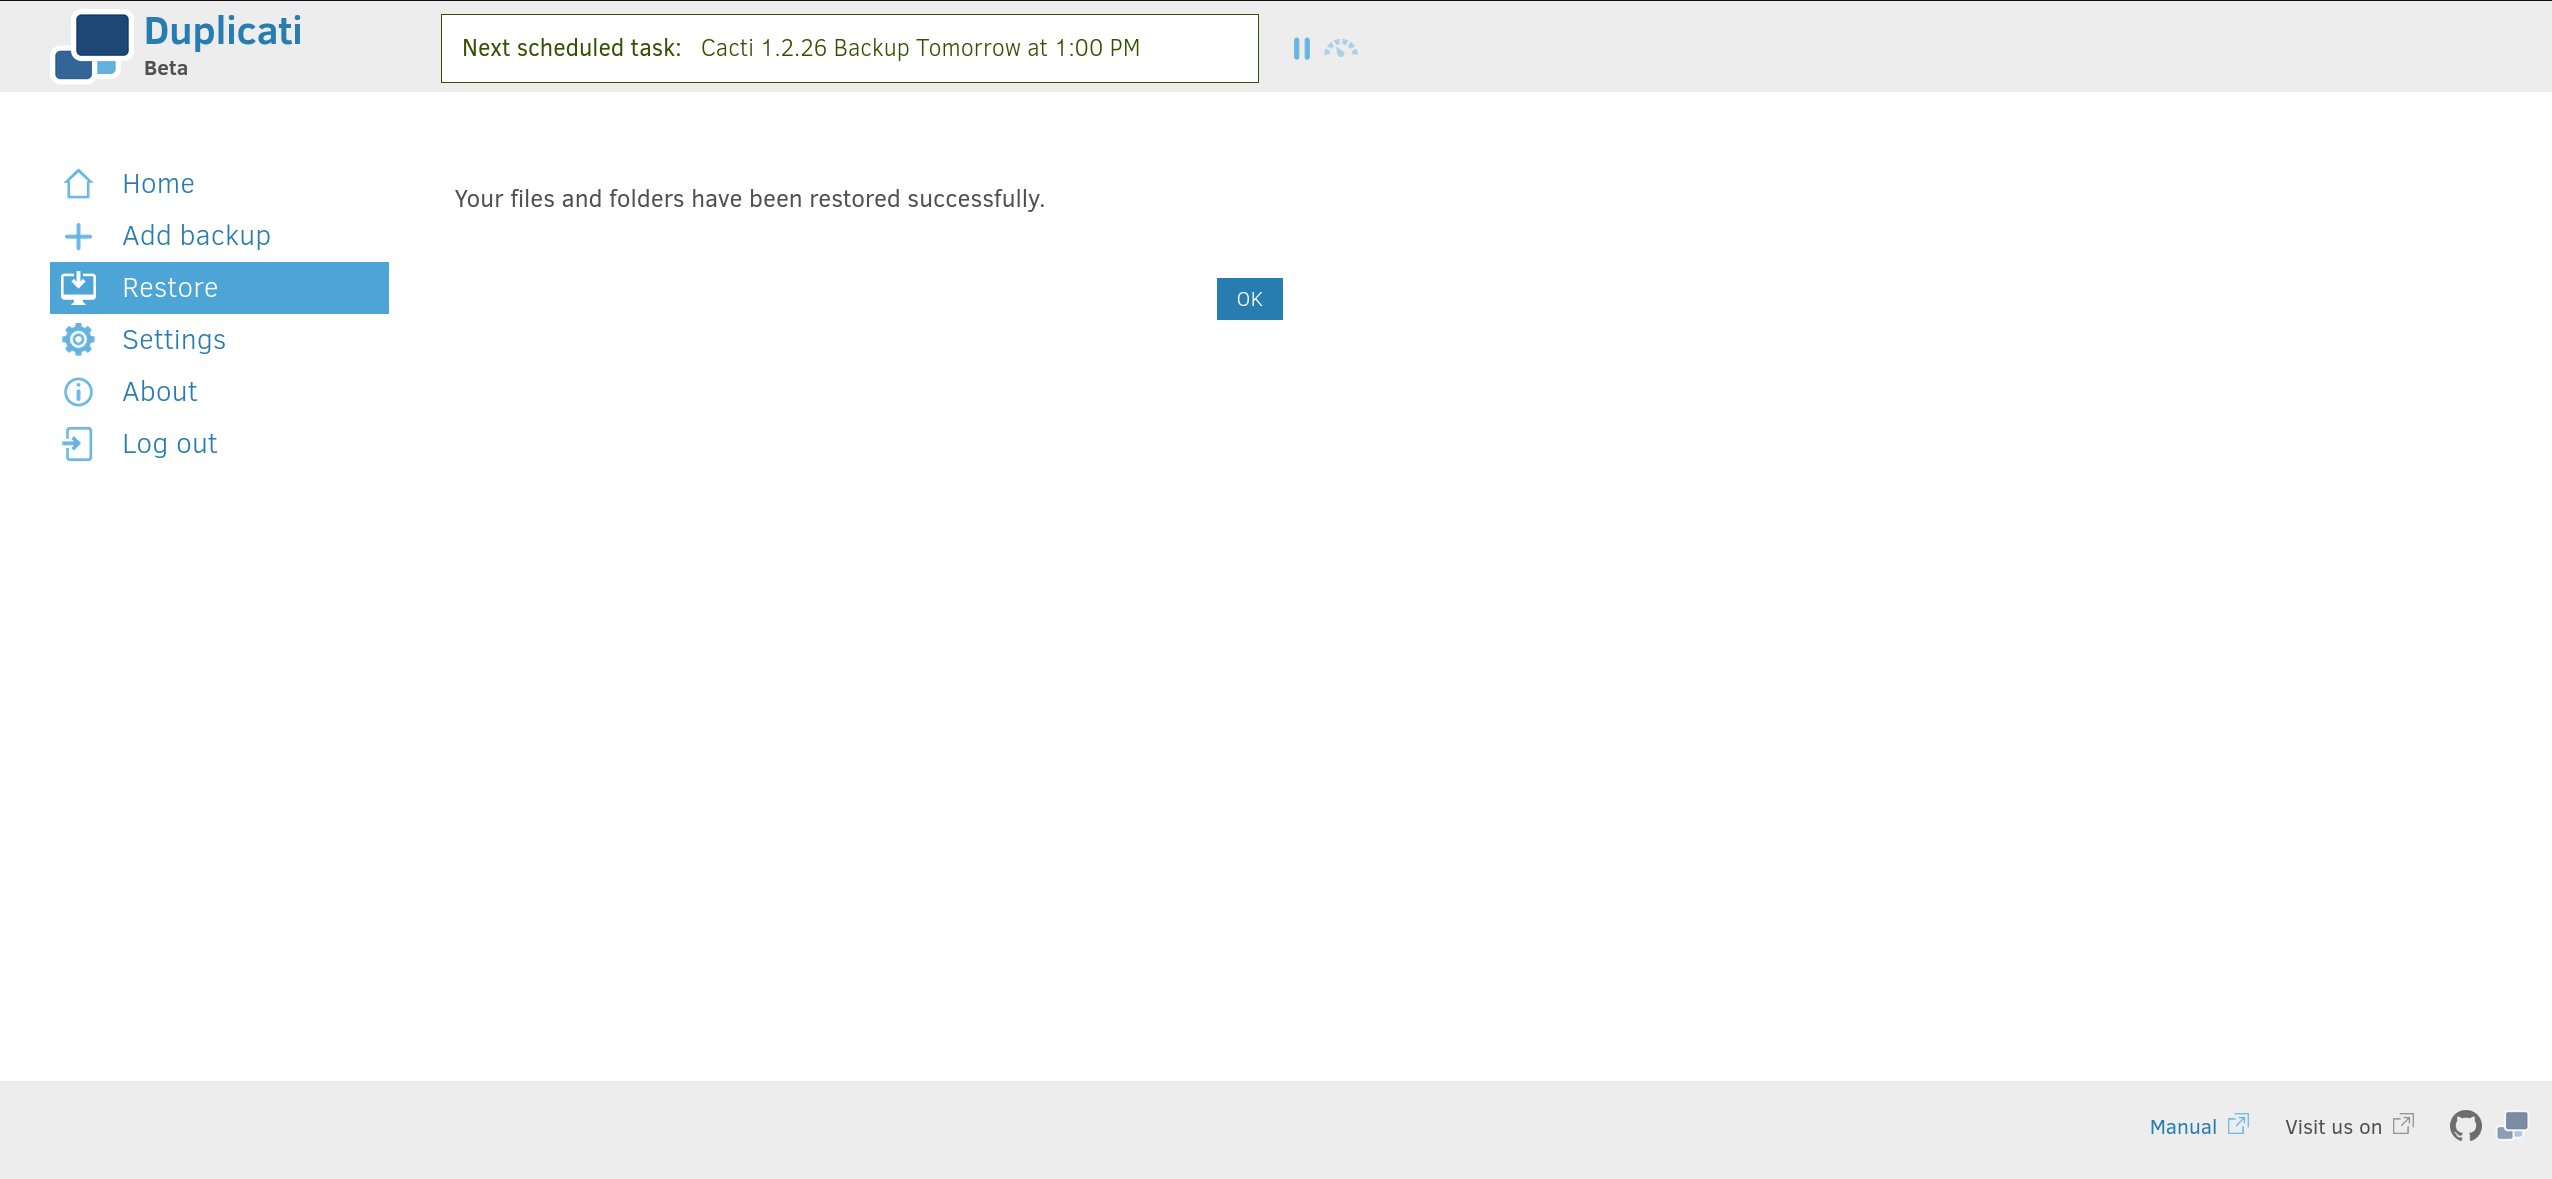 Duplicati
Beta
Next scheduled task: Cacti 1.2.26 Backup Tomorrow at 1:00 PM
Home
Add backup
Restore
Settings
About
Log out
Your files and folders have been restored successfully.
OK
Manual
Visit us on